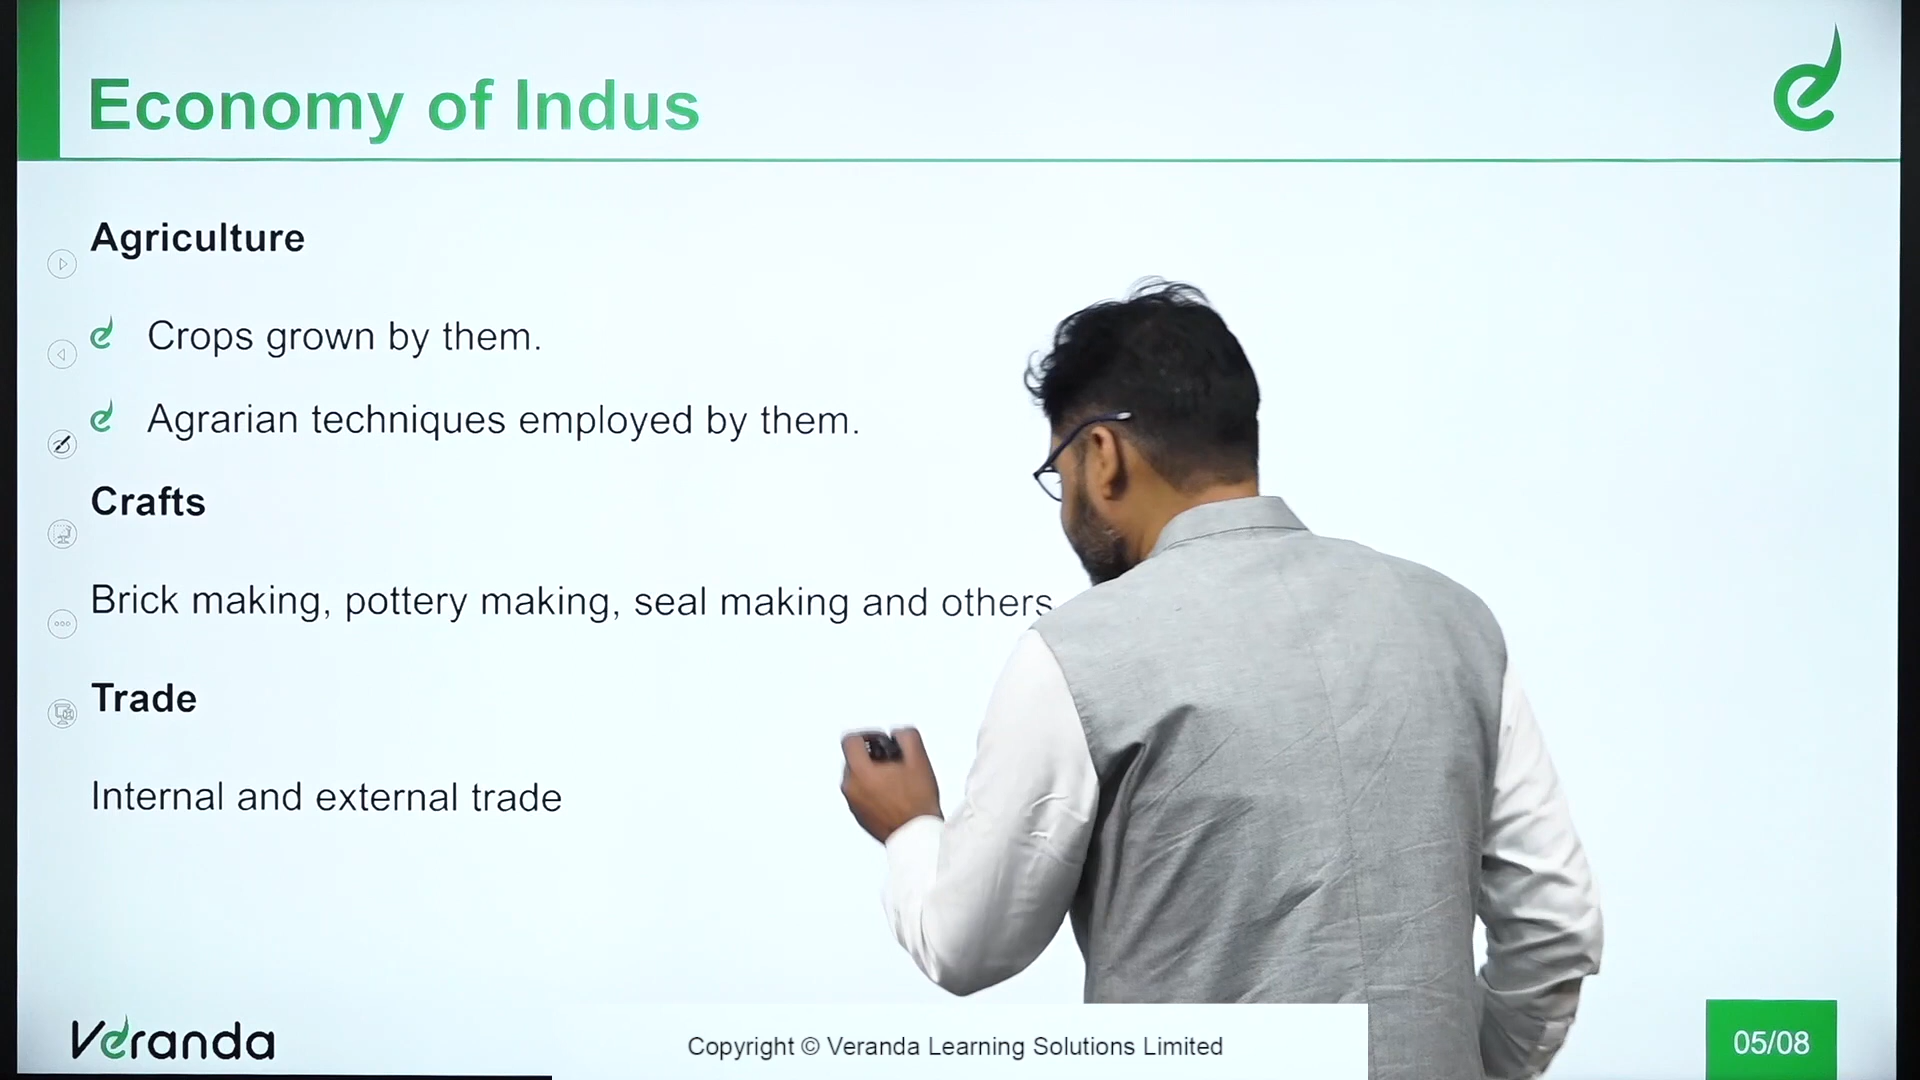 Economy of Indus
Agriculture
Crops grown by them.
Agrarian techniques employed by them.
Crafts
Brick making, pottery making, seal making and others
Trade
Internal and external trade
Veranda
Copyright © Veranda Learning Solutions Limited
05/08